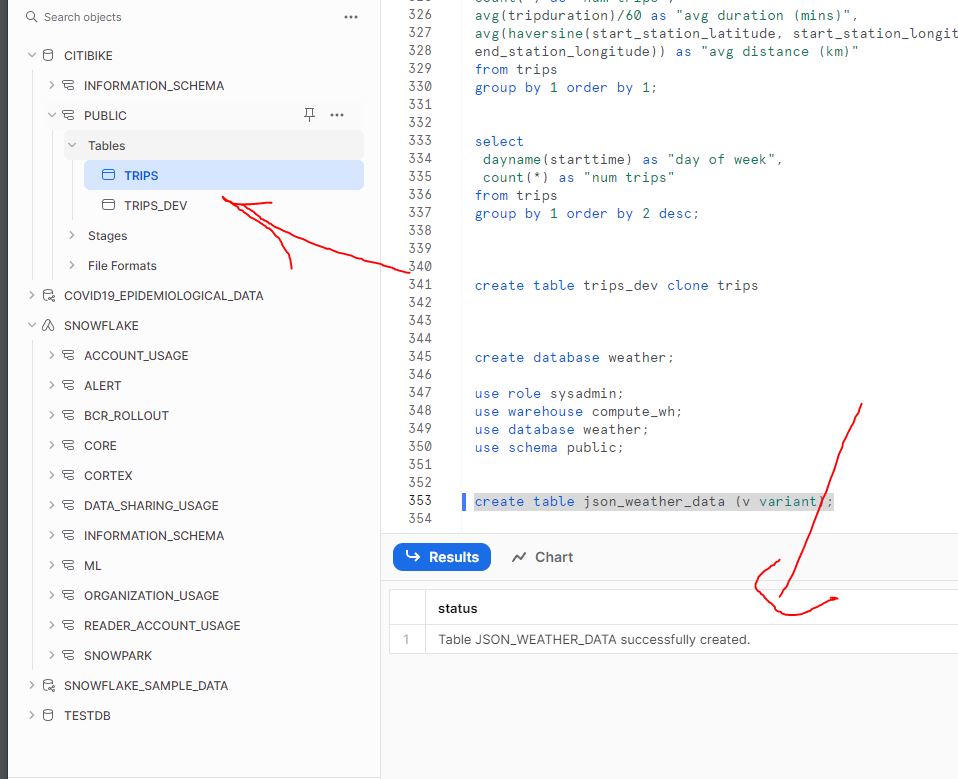 Search objects
CITIBIKE
INFORMATION_SCHEMA
PUBLIC
Tables
TRIPS
TRIPS_DEV
Stages
File Formats
COVID19_EPIDEMIOLOGICAL_DATA
SNOWFLAKE
ACCOUNT_USAGE
ALERT
BCR_ROLLOUT
CORE
CORTEX
DATA_SHARING_USAGE
INFORMATION_SCHEMA
ML
ORGANIZATION_USAGE
READER_ACCOUNT_USAGE
SNOWPARK
SNOWFLAKE_SAMPLE_DATA
TESTDB
326 avg(tripduration)/60 as "avg duration (mins)",
327 avg(haversine(start_station_latitude, start_station_longit
328 end_station_longitude)) as "avg distance (km)"
329 from trips
330 group by 1 order by 1;
331
332
333 select
334 dayname(starttime) as "day of week",
335 count(*) as "num trips"
336 from trips
337 group by 1 order by 2 desc;
338
339
340
341 create table trips_dev clone trips
342
343
344
345 create database weather;
346
347 use role sysadmin;
348 use warehouse compute_wh;
349 use database weather;
350 use schema public;
351
352
353 create table json_weather_data (v variant);
354
Results Chart
status
1 Table JSON_WEATHER_DATA successfully created.